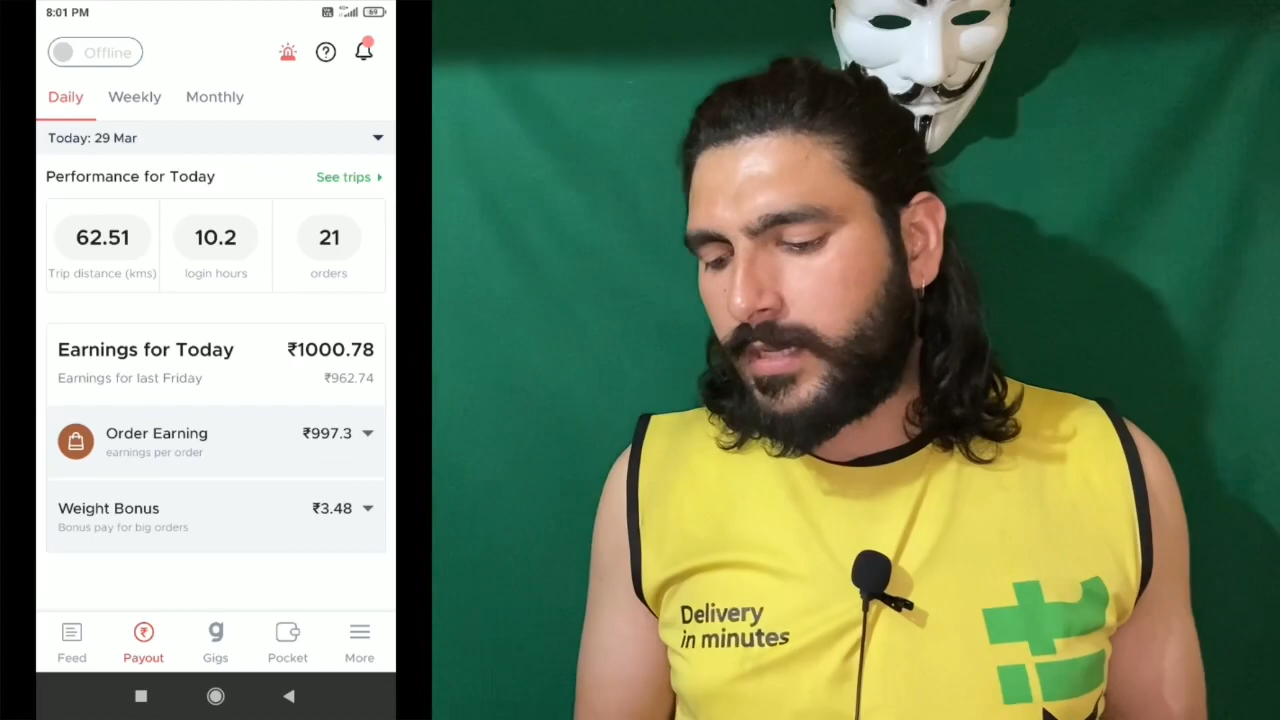 8:01 PM
69
Offline
Daily Weekly Monthly
Today: 29 Mar
Performance for Today See trips
62.51 10.2 21
Trip distance (kms) login hours orders
Earnings for Today ₹1000.78
Earnings for last Friday ₹962.74
Order Earning ₹997.3
earnings per order
Weight Bonus ₹3.48
Bonus pay for big orders
Feed Payout Gigs Pocket More
Delivery
in minutes